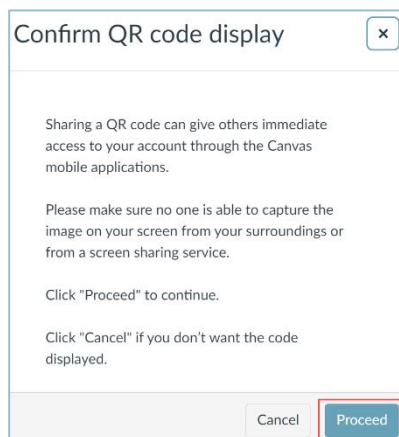 Confirm QR code display
×
Sharing a QR code can give others immediate
access to your account through the Canvas
mobile applications.
Please make sure no one is able to capture the
image on your screen from your surroundings or
from a screen sharing service.
Click "Proceed" to continue.
Click "Cancel" if you don’t want the code
displayed.
Cancel
Proceed